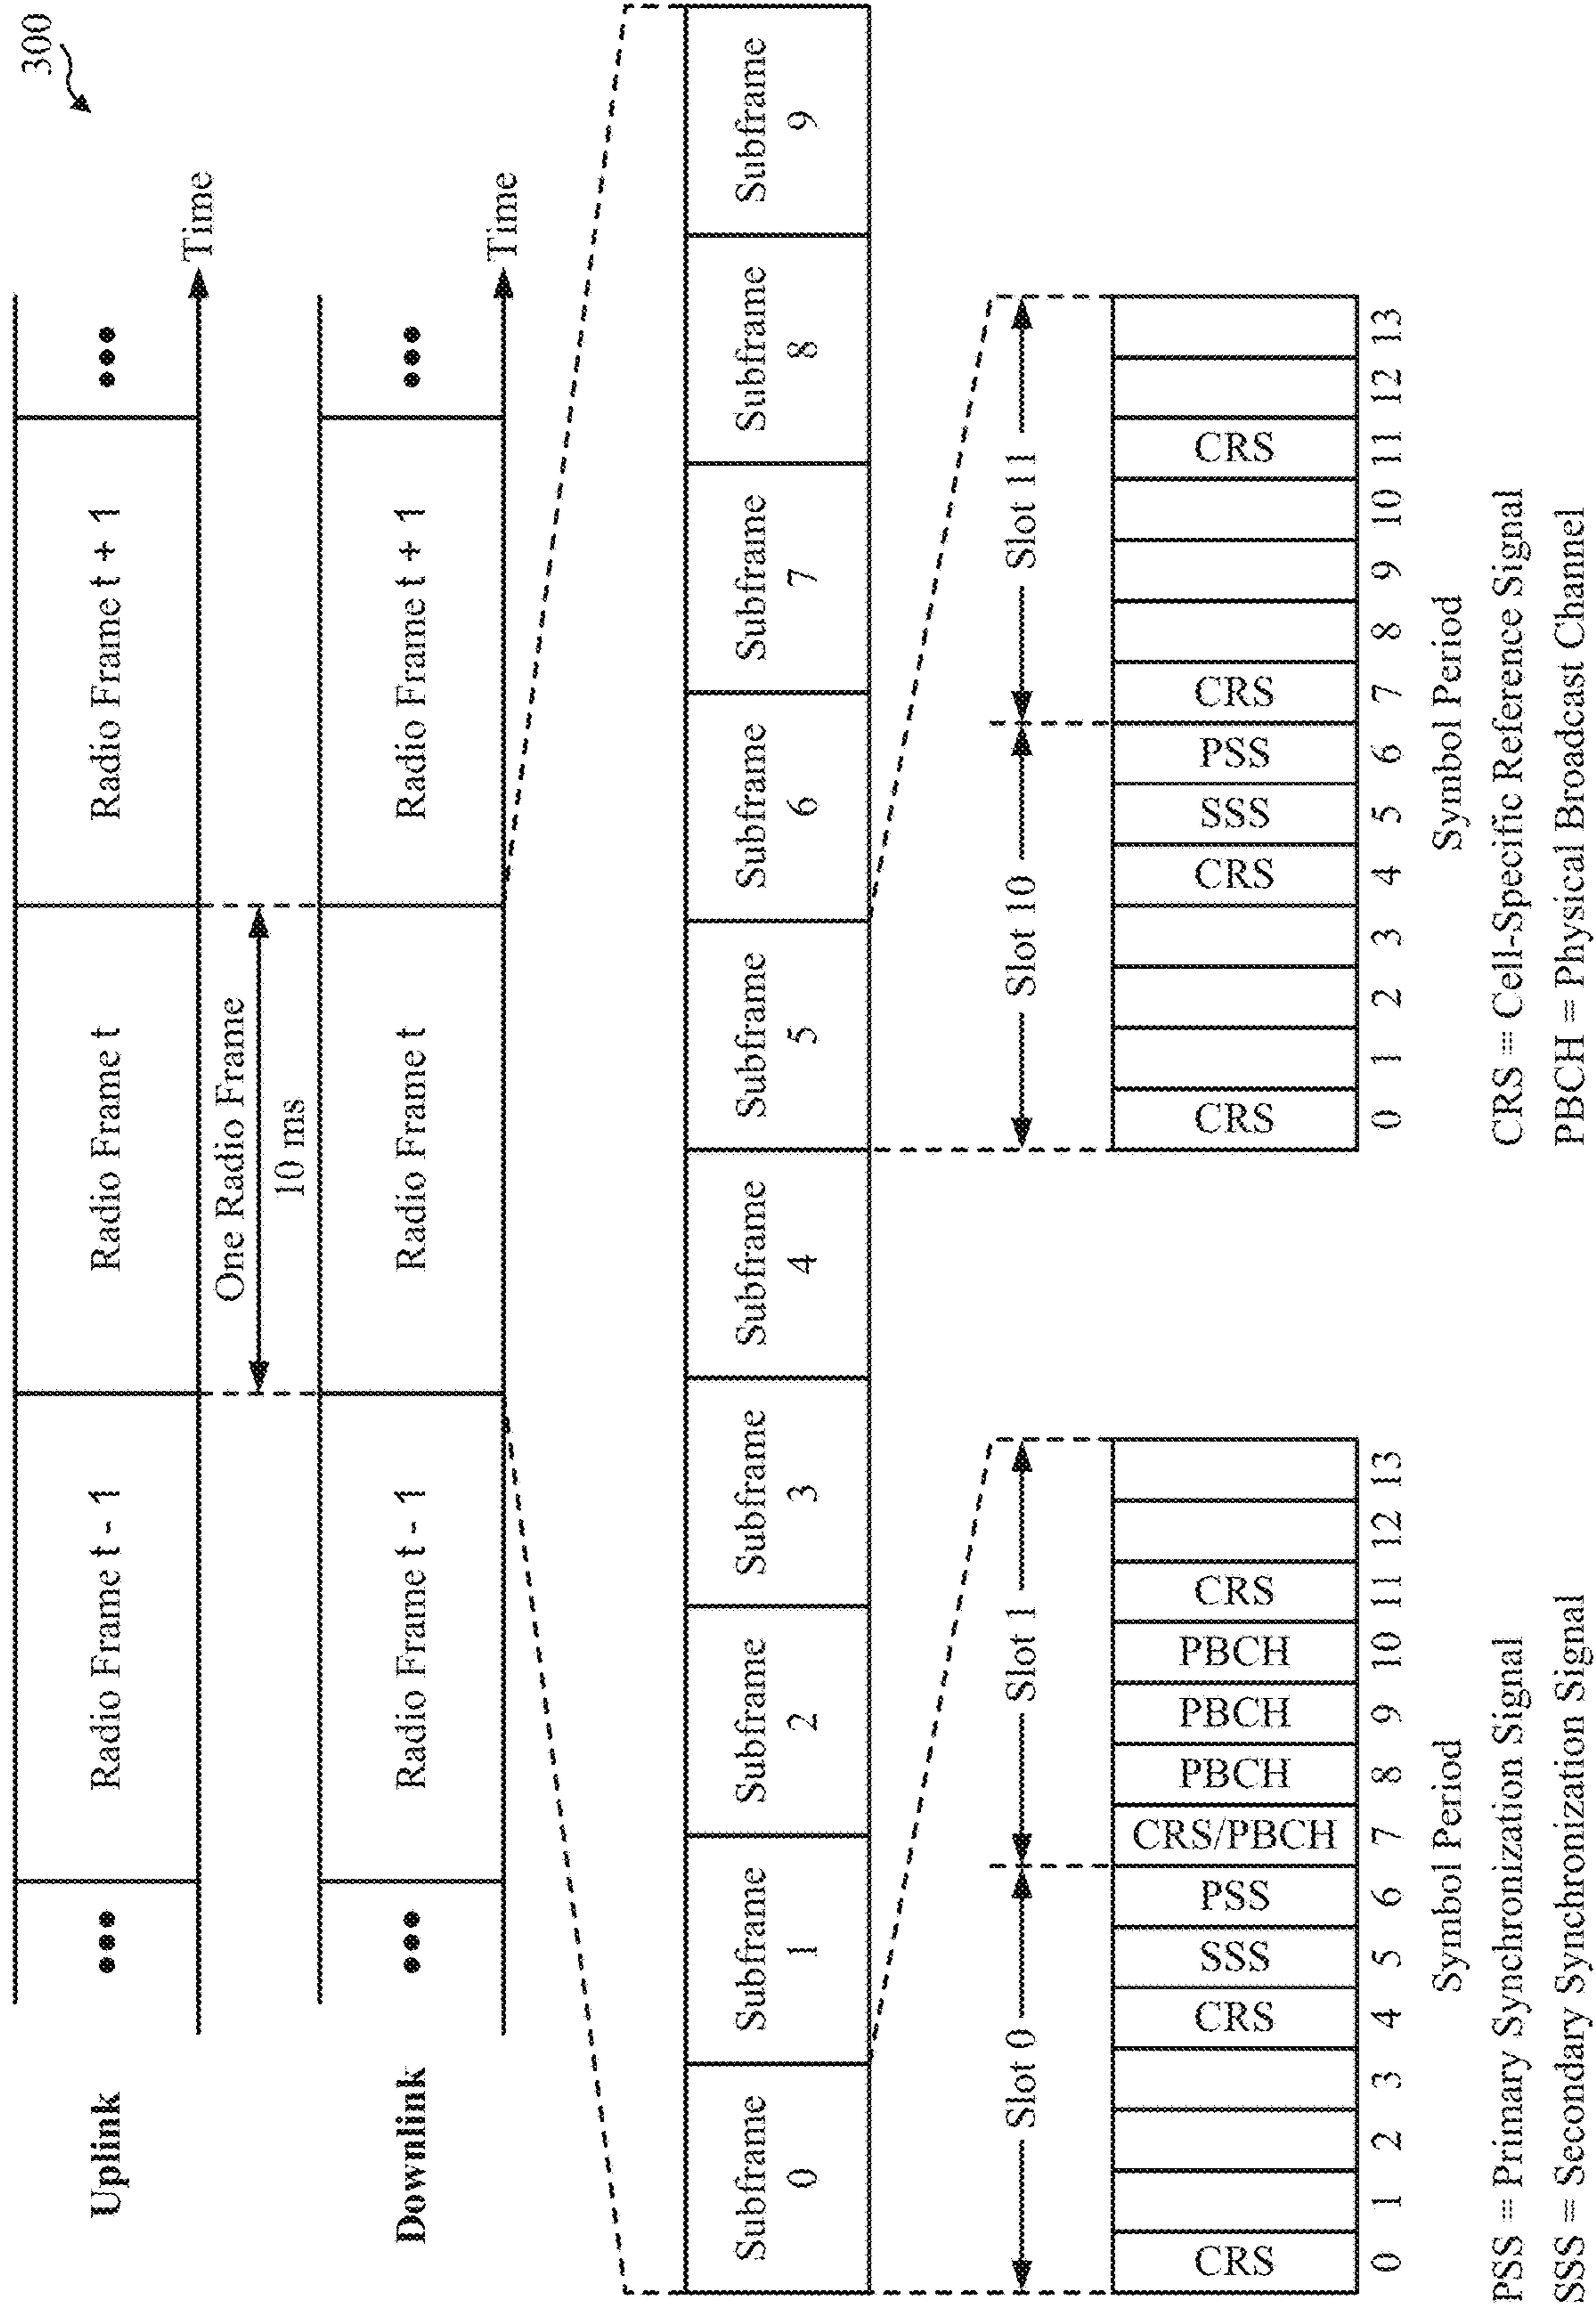 300
Uplink
••• Radio Frame t - 1 Radio Frame t Radio Frame t + 1 •••
Time
One Radio Frame
10 ms
Downlink
••• Radio Frame t - 1 Radio Frame t Radio Frame t + 1 •••
Time
Subframe Subframe Subframe Subframe Subframe Subframe Subframe Subframe Subframe Subframe
0 1 2 3 4 5 6 7 8 9
Slot 0 Slot 1 Slot 10 Slot 11
CRS CRS SSS PSS CRS/PBCH PBCH PBCH PBCH CRS
0 1 2 3 4 5 6 7 8 9 10 11 12 13
Symbol Period
CRS CRS SSS PSS CRS CRS
0 1 2 3 4 5 6 7 8 9 10 11 12 13
Symbol Period
PSS = Primary Synchronization Signal
SSS = Secondary Synchronization Signal
CRS = Cell-Specific Reference Signal
PBCH = Physical Broadcast Channel